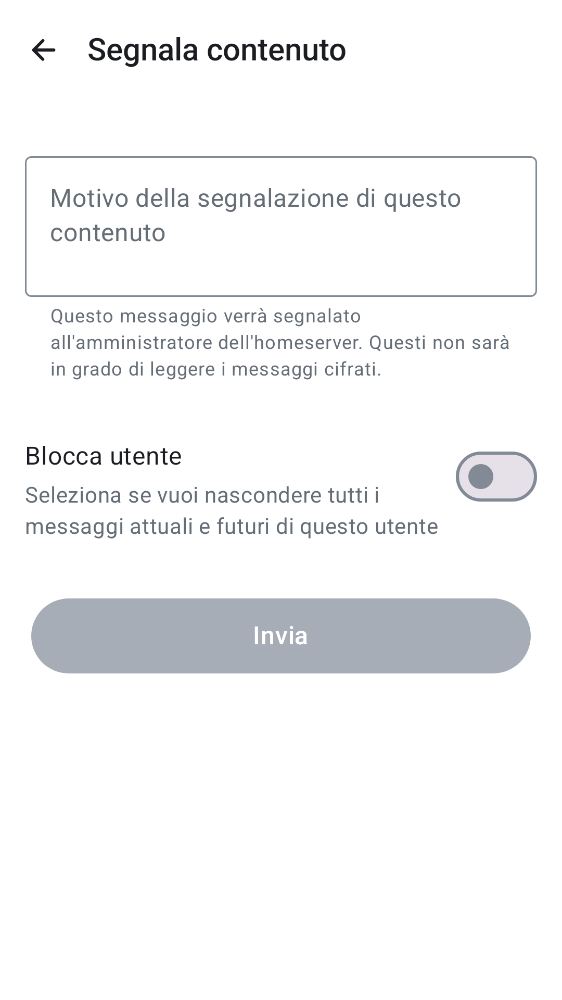 Segnala contenuto
Motivo della segnalazione di questo
contenuto
Questo messaggio verrà segnalato
all'amministratore dell'homeserver. Questi non sarà
in grado di leggere i messaggi cifrati.
Blocca utente
Seleziona se vuoi nascondere tutti i
messaggi attuali e futuri di questo utente
Invia